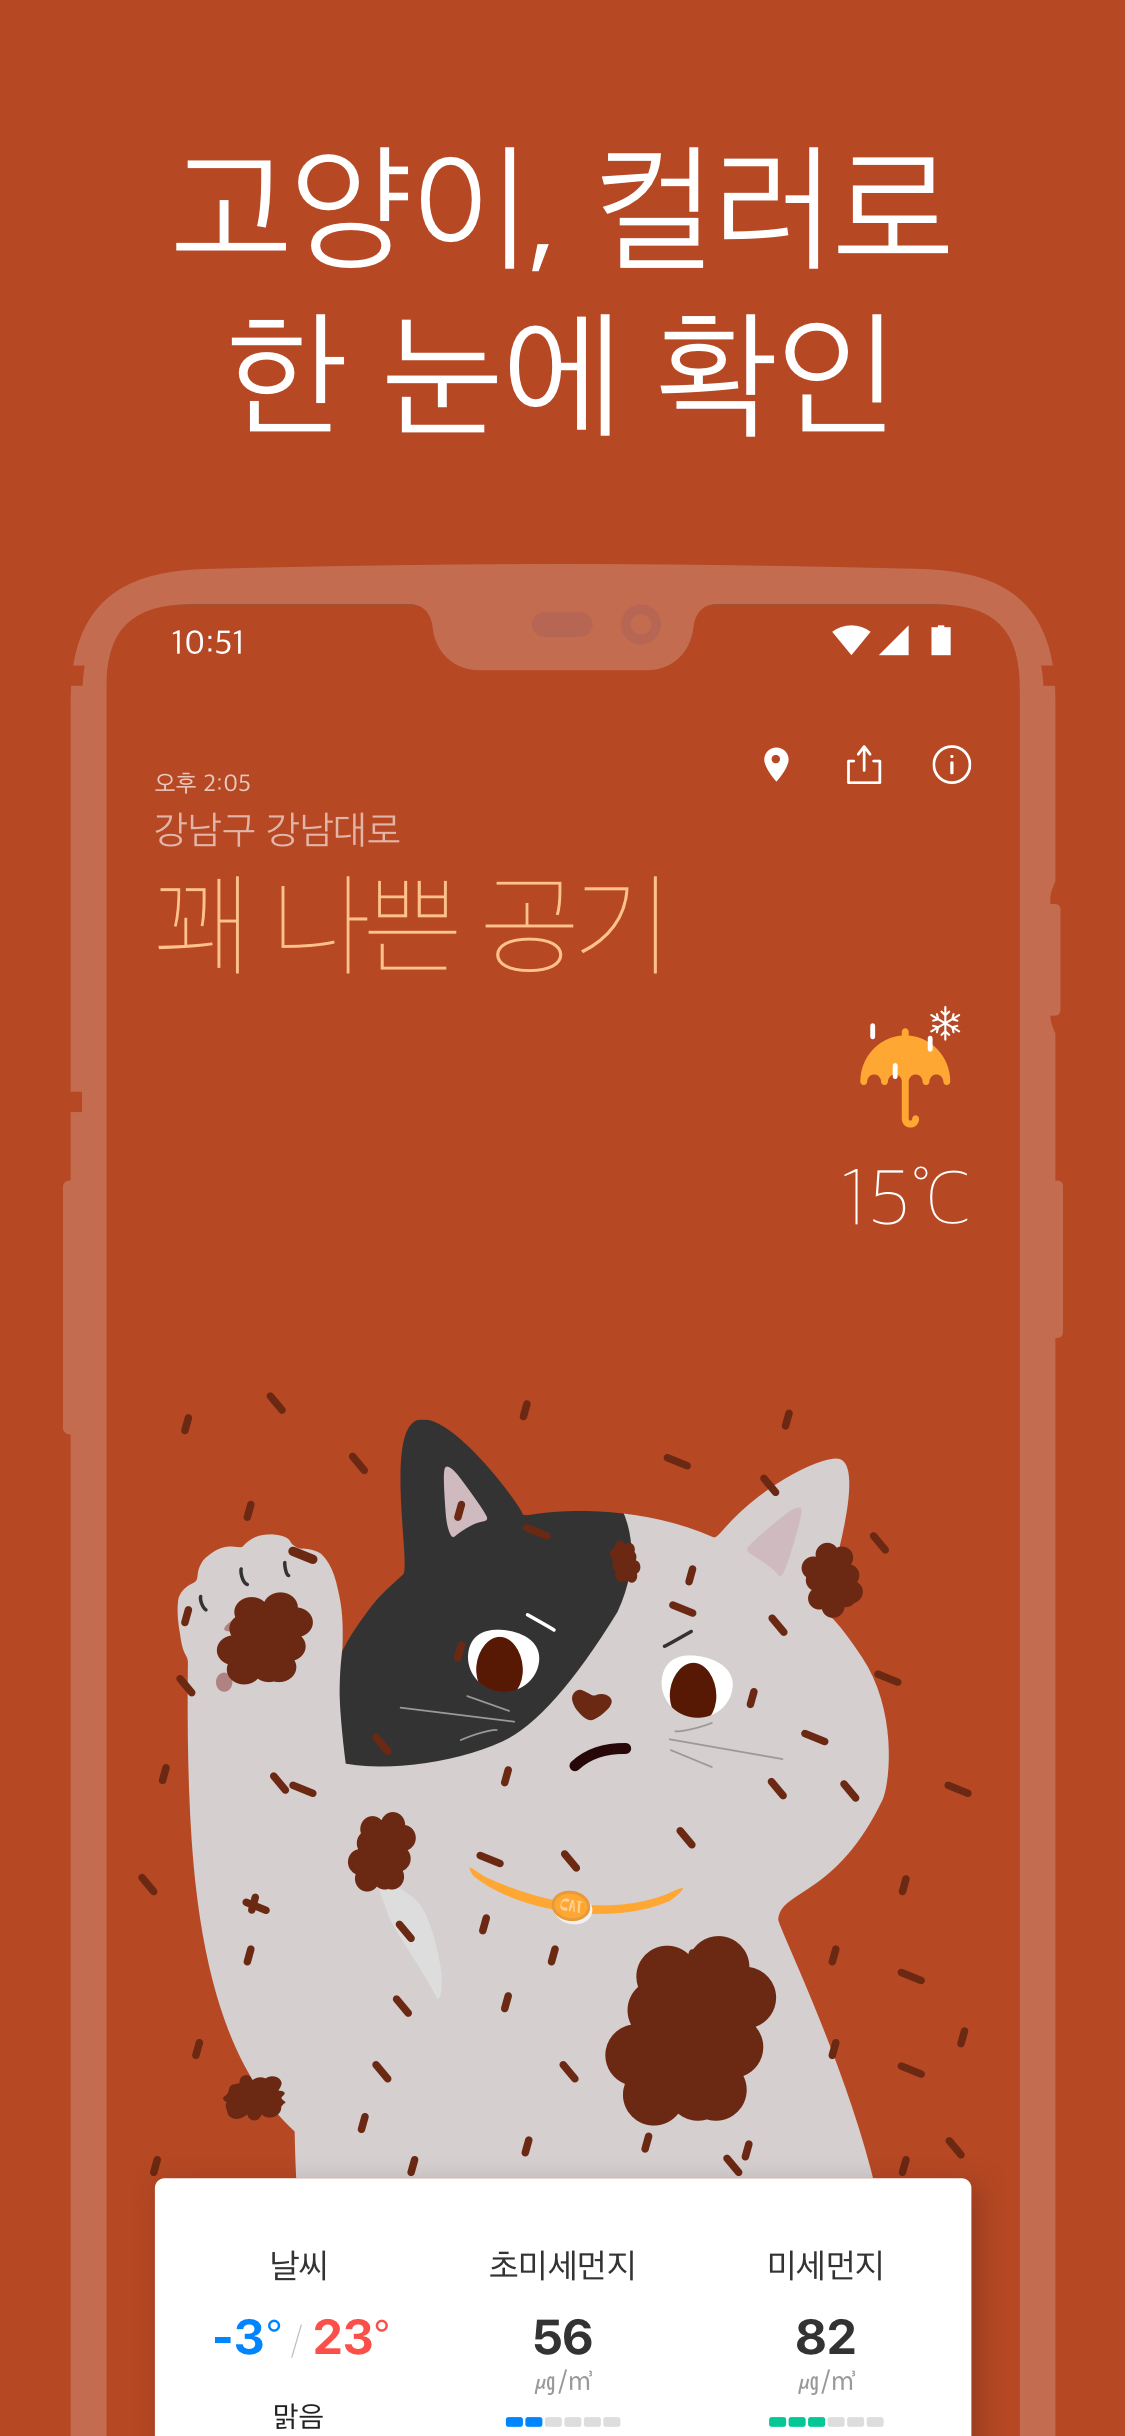 고양이, 컬러로
한 눈에 확인
10:51
오후 2:05
강남구 강남대로
꽤 나쁜 공기
15℃
CAT
날씨 초미세먼지 미세먼지
-3° / 23° 56 82
㎍/㎥ ㎍/㎥
맑음